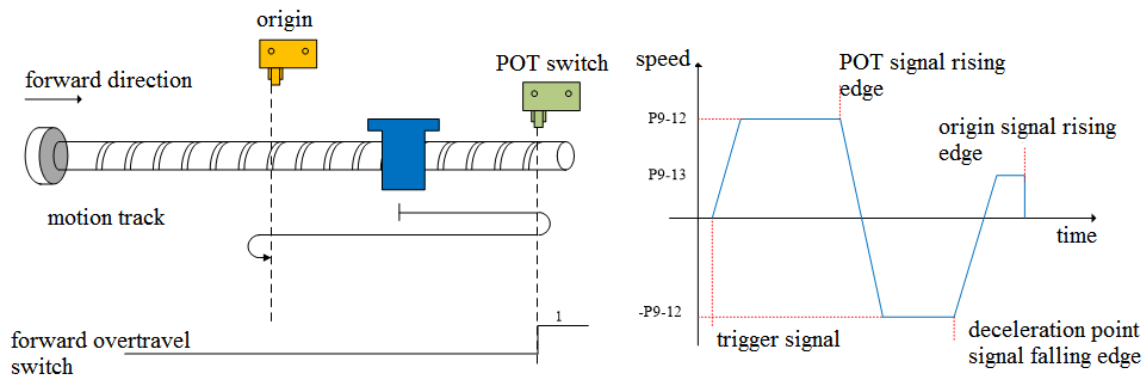 origin
forward direction
POT switch
motion track
1
forward overtravel
switch
speed
POT signal rising
edge
P9-12
origin signal rising
edge
P9-13
time
-P9-12
trigger signal
deceleration point
signal falling edge